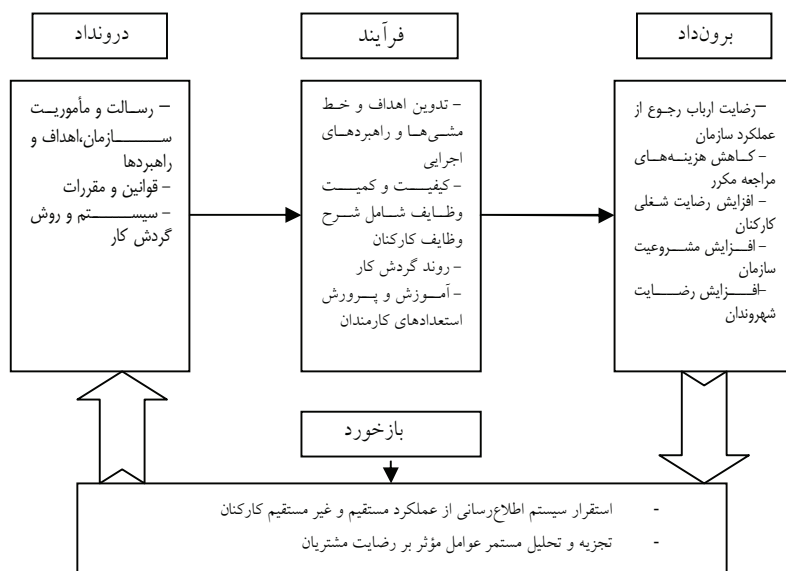 درونداد
فرآیند
برون‌داد
– رسالت و مأموریت
سازمان،اهداف و
راهبردها
– قوانین و مقررات
– سیستم و روش
گردش کار
– تدوین اهداف و خط
مشی‌ها و راهبردهای
اجرایی
– کیفیت و کمیت
وظایف شامل شرح
وظایف کارکنان
– روند گردش کار
– آموزش و پرورش
استعدادهای کارمندان
–رضایت ارباب رجوع از
عملکرد سازمان
– کاهش هزینه‌های
مراجعه مکرر
– افزایش رضایت شغلی
کارکنان
– افزایش مشروعیت
سازمان
–افزایش رضایت
شهروندان
بازخورد
- استقرار سیستم اطلاع‌رسانی از عملکرد مستقیم و غیر مستقیم کارکنان
- تجزیه و تحلیل مستمر عوامل مؤثر بر رضایت مشتریان